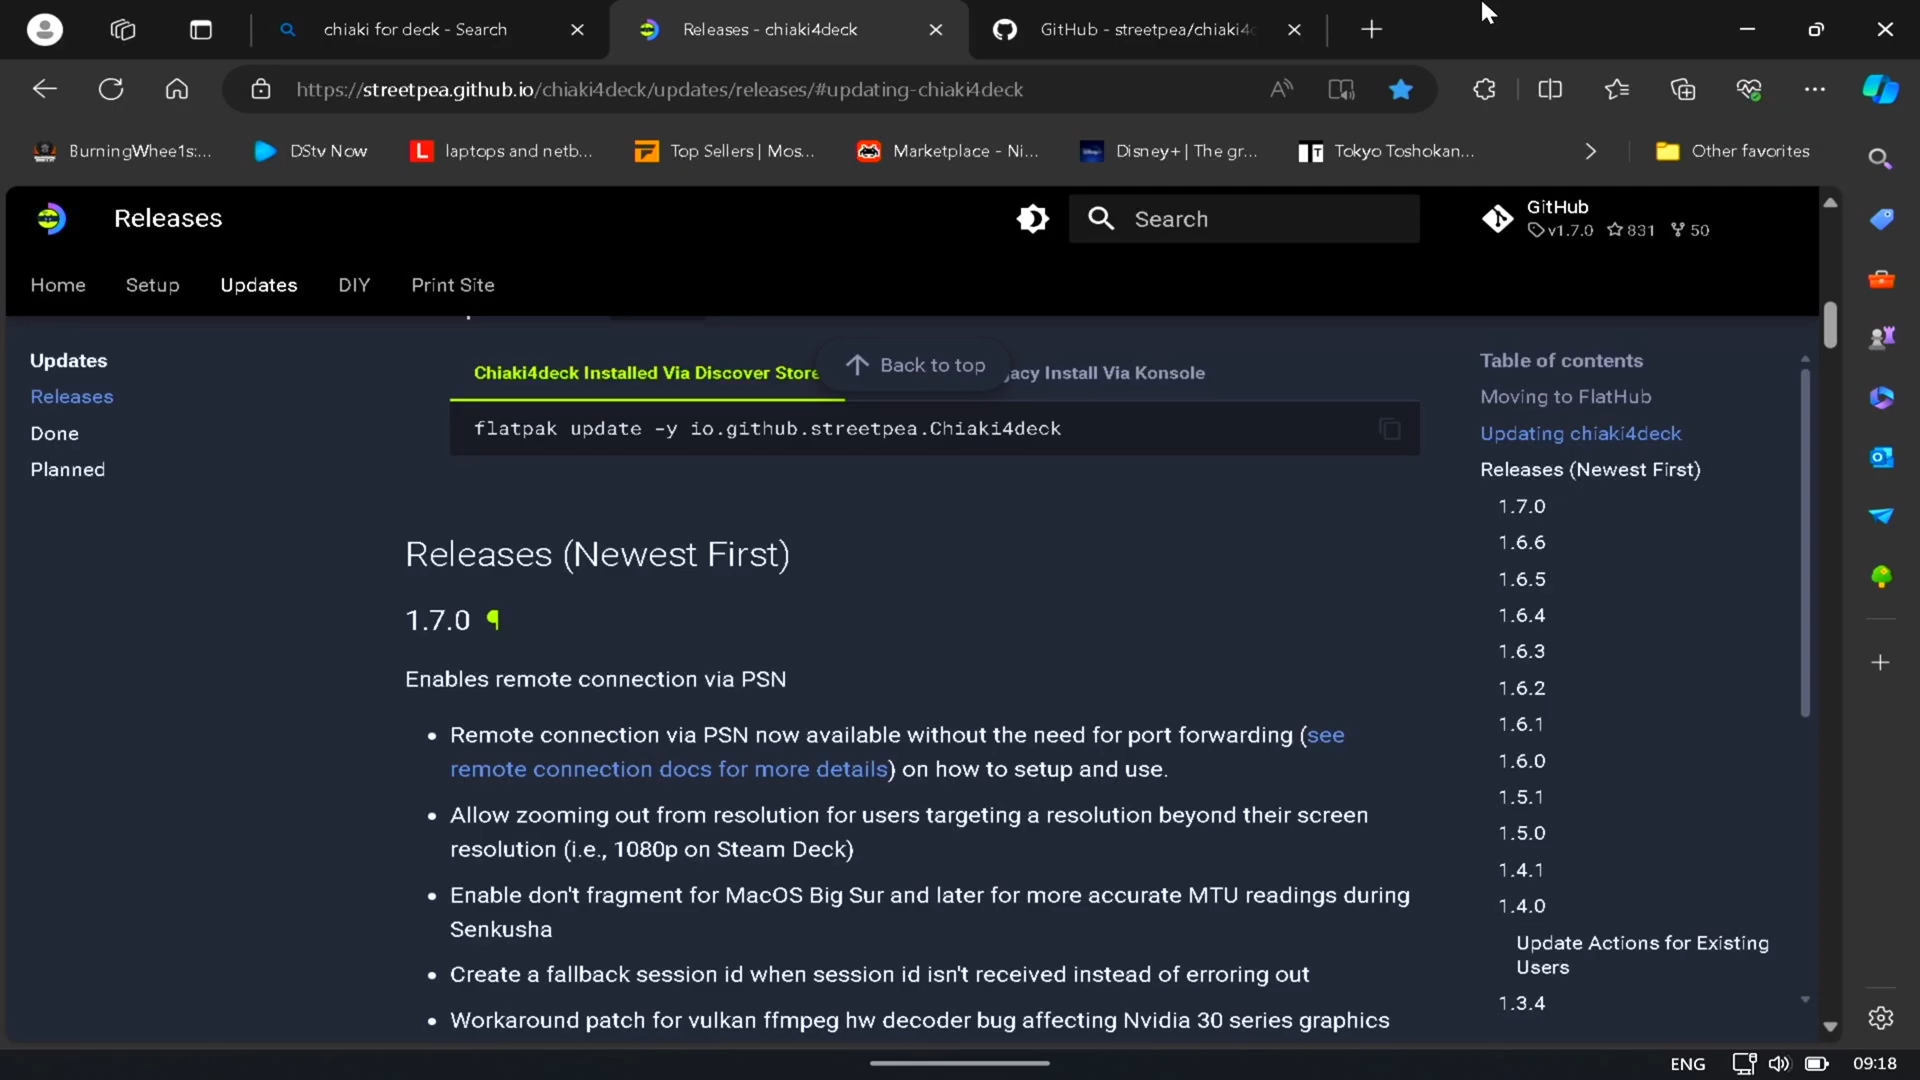 chiaki for deck - Search
Releases - chiaki4deck
GitHub - streetpea/chiaki4d
https://streetpea.github.io/chiaki4deck/updates/releases/#updating-chiaki4deck
BurningWhee1s:...
DStv Now
laptops and netb...
Top Sellers | Mos...
Marketplace - Ni...
Disney+ | The gr...
Tokyo Toshokan...
Other favorites
Releases
Search
GitHub
v1.7.0 831 50
Home
Setup
Updates
DIY
Print Site
Updates
Releases
Done
Planned
Chiaki4deck Installed Via Discover Store
Back to top
acy Install Via Konsole
flatpak update -y io.github.streetpea.Chiaki4deck
Releases (Newest First)
1.7.0 ¶
Enables remote connection via PSN
• Remote connection via PSN now available without the need for port forwarding (see
remote connection docs for more details) on how to setup and use.
• Allow zooming out from resolution for users targeting a resolution beyond their screen
resolution (i.e., 1080p on Steam Deck)
• Enable don't fragment for MacOS Big Sur and later for more accurate MTU readings during
Senkusha
• Create a fallback session id when session id isn't received instead of erroring out
• Workaround patch for vulkan ffmpeg hw decoder bug affecting Nvidia 30 series graphics
Table of contents
Moving to FlatHub
Updating chiaki4deck
Releases (Newest First)
1.7.0
1.6.6
1.6.5
1.6.4
1.6.3
1.6.2
1.6.1
1.6.0
1.5.1
1.5.0
1.4.1
1.4.0
Update Actions for Existing
Users
1.3.4
ENG
09:18